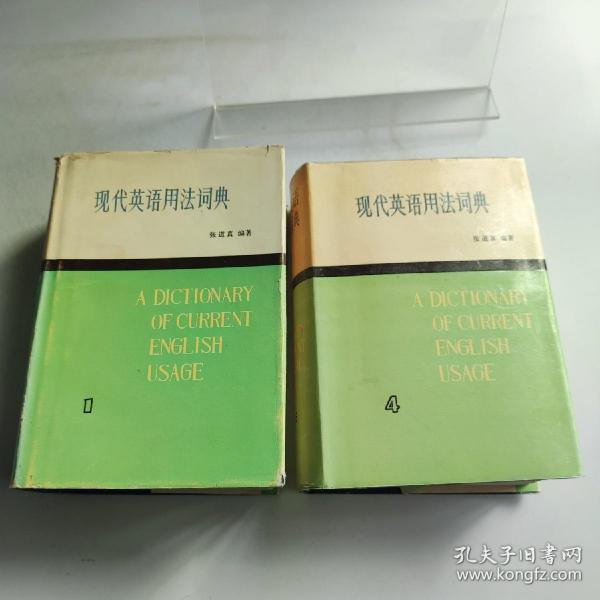 现代英语用法词典
张道真 编著
A DICTIONARY
OF CURRENT
ENGLISH
USAGE
1
现代英语用法词典
张道真 编著
A DICTIONARY
OF CURRENT
ENGLISH
USAGE
4
孔夫子旧书网
www.kongfz.com